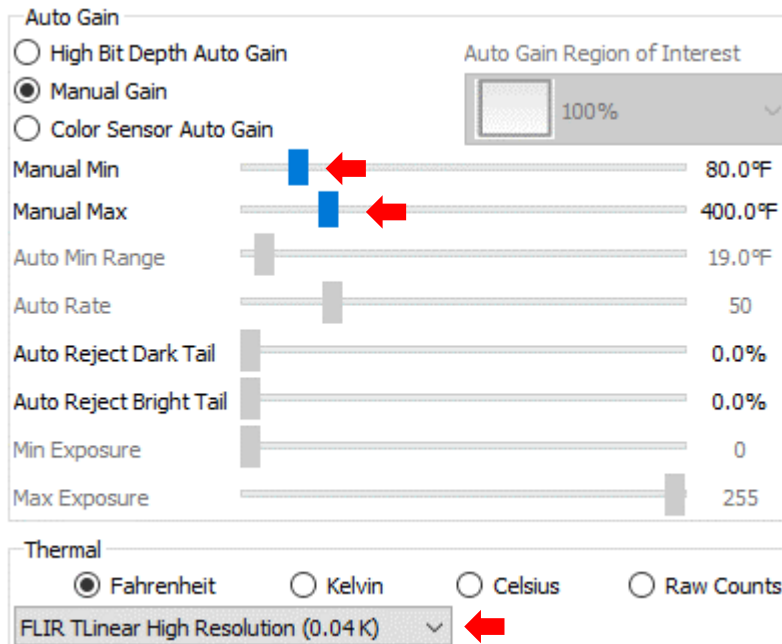 Auto Gain
High Bit Depth Auto Gain
Auto Gain Region of Interest
Manual Gain
100%
Color Sensor Auto Gain
Manual Min 80.0°F
Manual Max 400.0°F
Auto Min Range 19.0°F
Auto Rate 50
Auto Reject Dark Tail 0.0%
Auto Reject Bright Tail 0.0%
Min Exposure 0
Max Exposure 255
Thermal
Fahrenheit Kelvin Celsius Raw Counts
FLIR TLinear High Resolution (0.04 K)